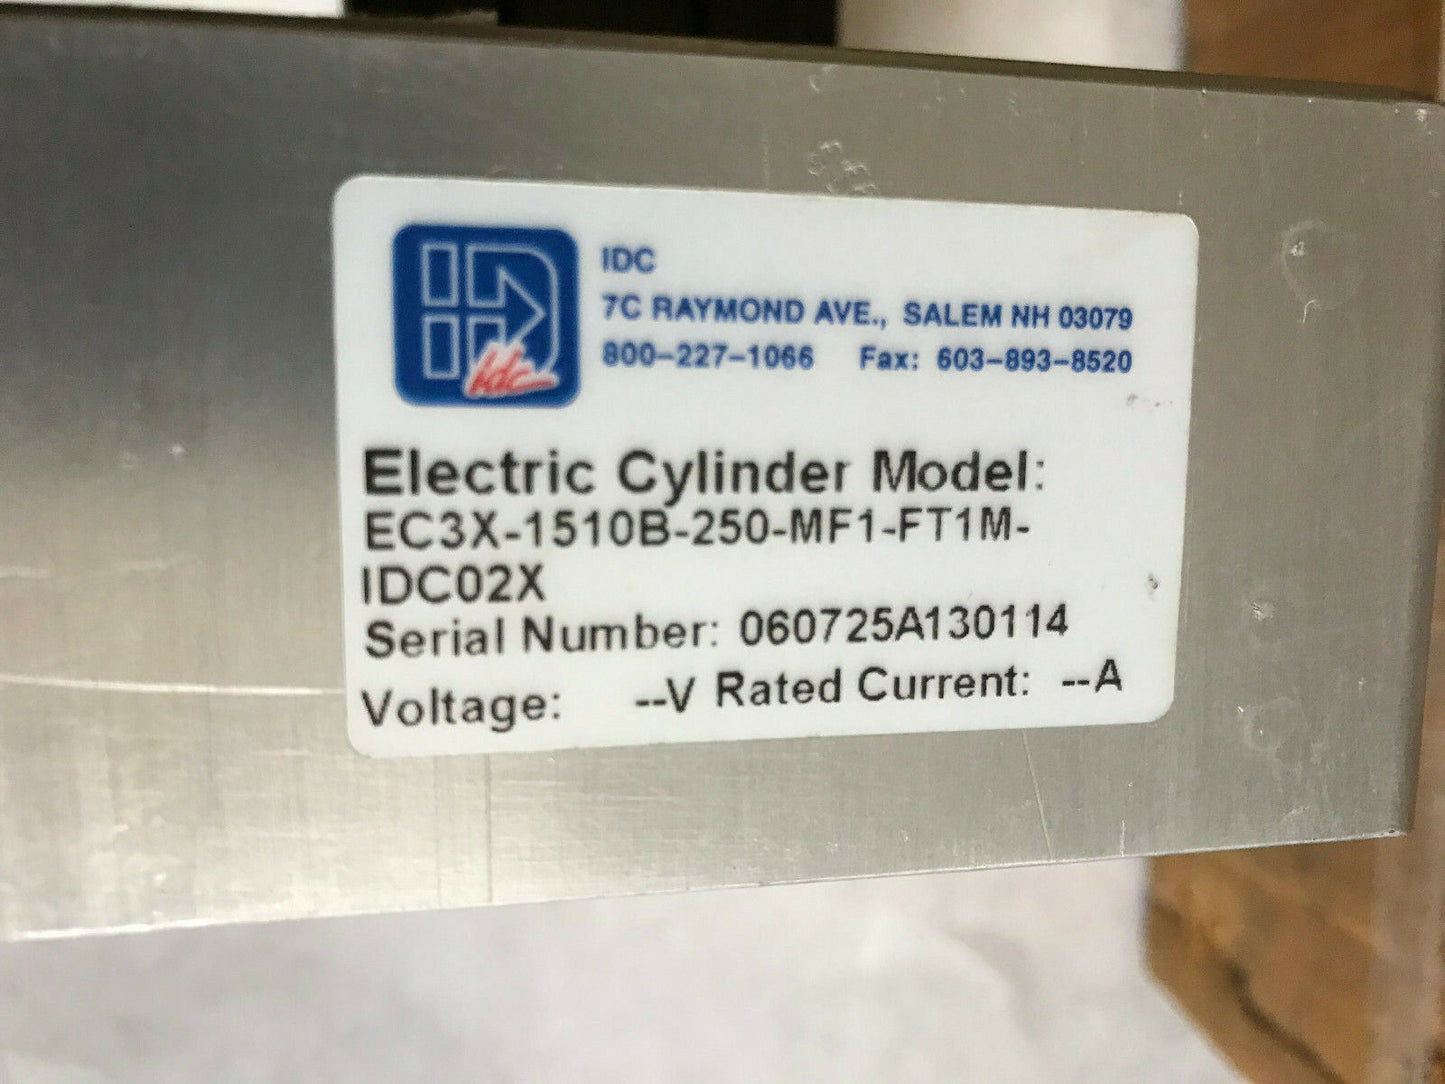 IDC
7C RAYMOND AVE., SALEM NH 03079
800-227-1066 Fax: 603-893-8520
idc
Electric Cylinder Model:
EC3X-1510B-250-MF1-FT1M-
IDC02X
Serial Number: 060725A130114
Voltage: --V Rated Current: --A